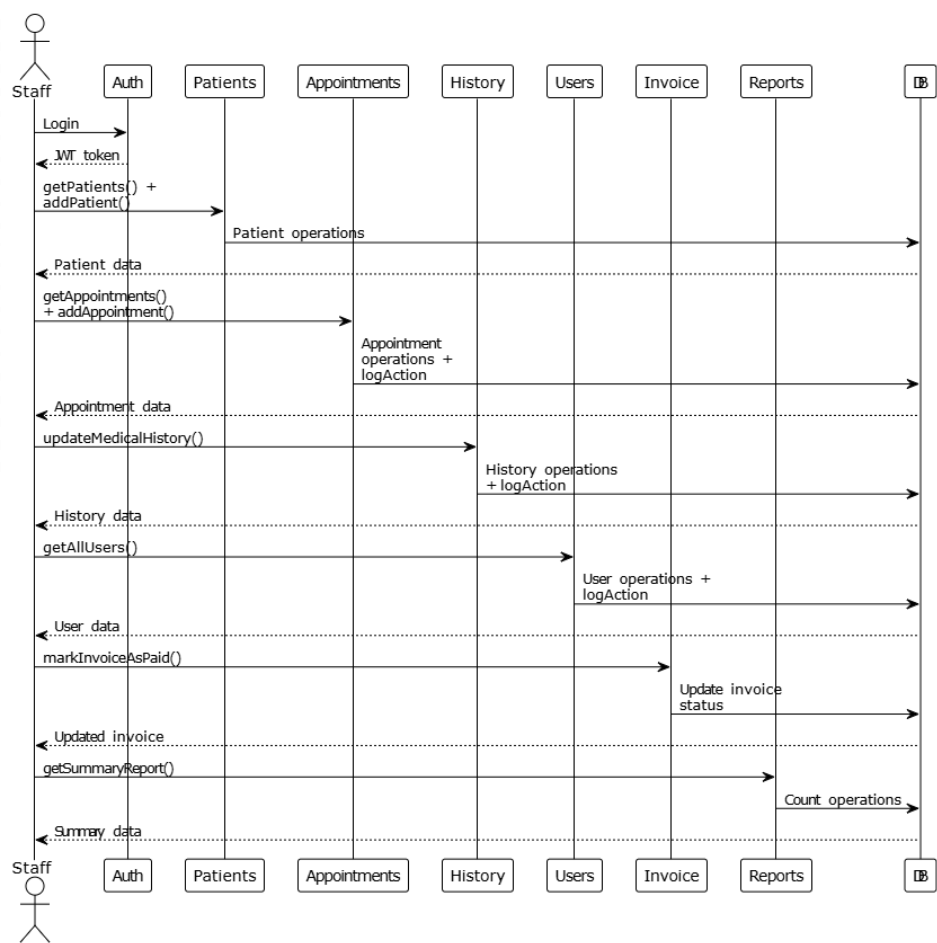 Staff
Auth
Patients
Appointments
History
Users
Invoice
Reports
DB
Login
JWT token
getPatients() +
addPatient()
Patient operations
Patient data
getAppointments()
+ addAppointment()
Appointment
operations +
logAction
Appointment data
updateMedicalHistory()
History operations
+ logAction
History data
getAllUsers()
User operations +
logAction
User data
markInvoiceAsPaid()
Update invoice
status
Updated invoice
getSummaryReport()
Count operations
Summary data
Staff
Auth
Patients
Appointments
History
Users
Invoice
Reports
DB